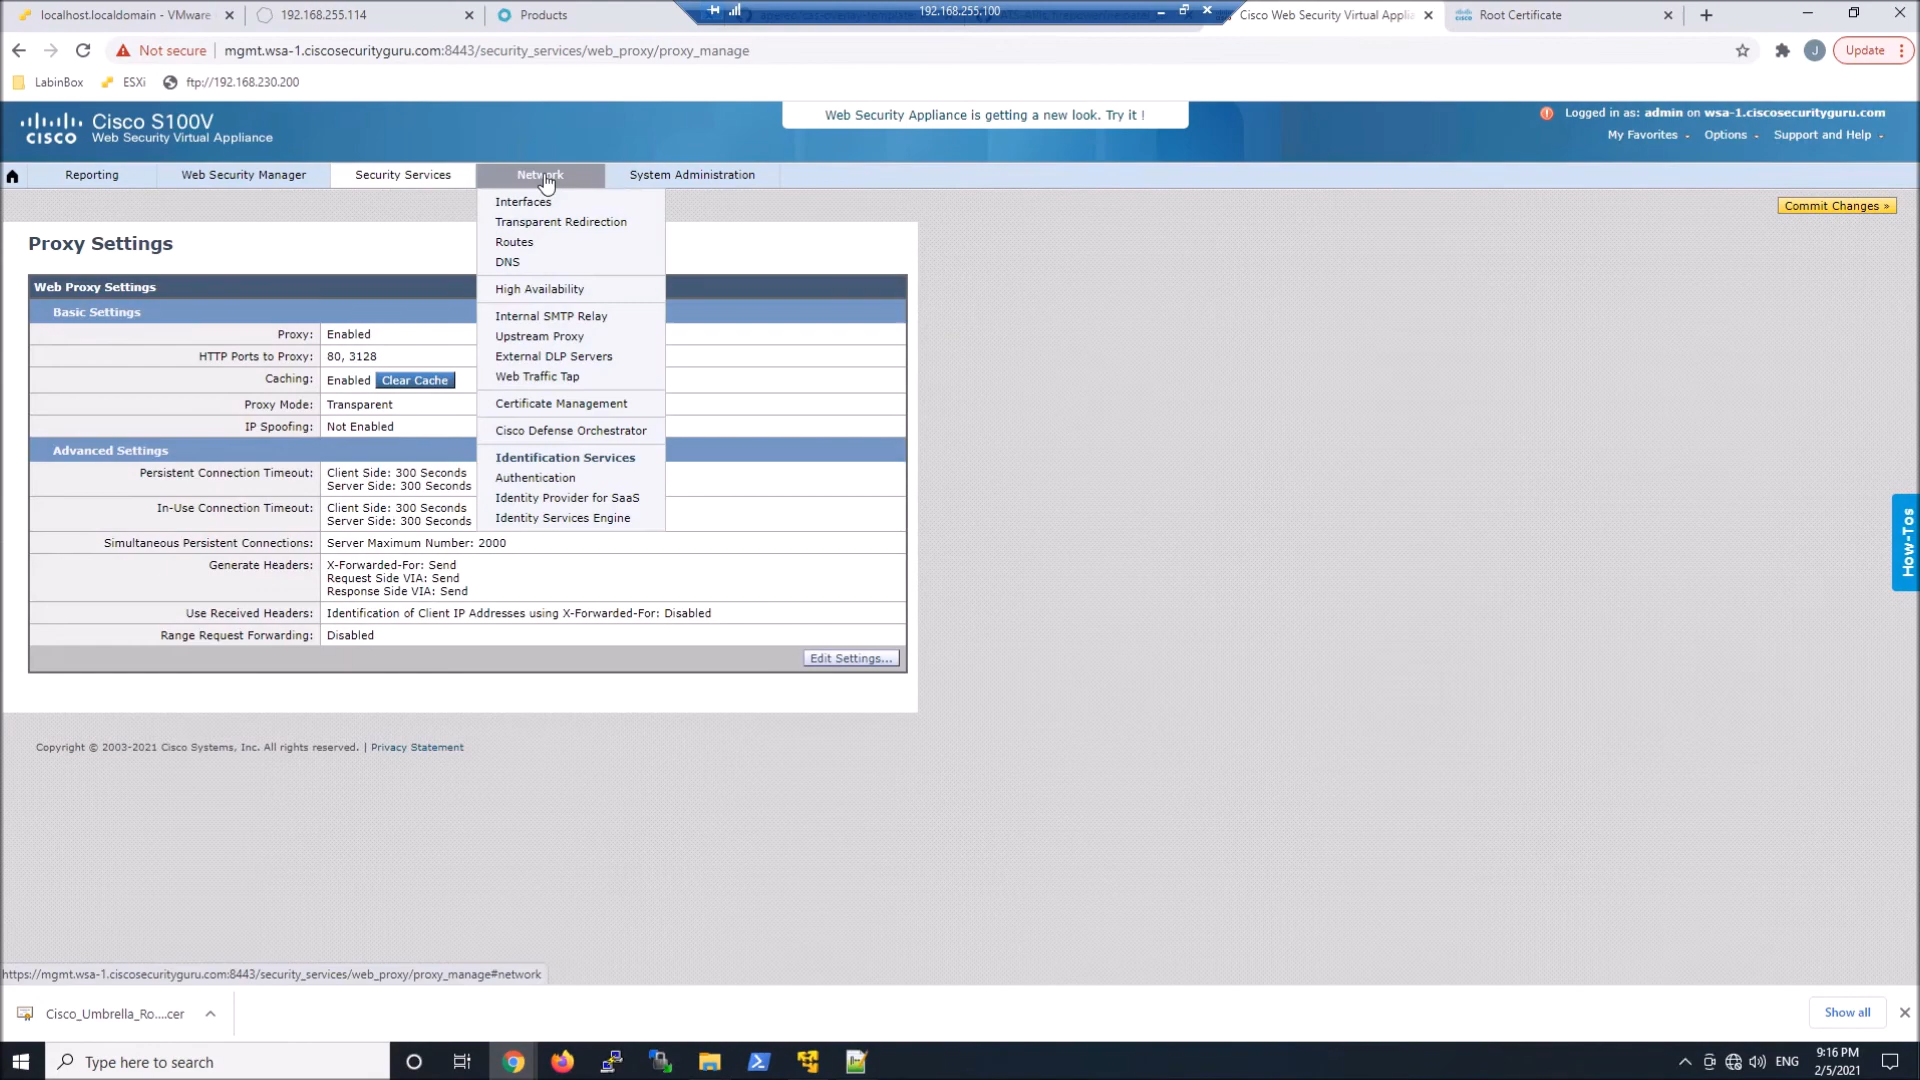 localhost.localdomain - VMware
192.168.255.114
Products
192.168.255.100
Cisco Web Security Virtual Applia
Root Certificate
Not secure
mgmt.wsa-1.ciscosecurityguru.com:8443/security_services/web_proxy/proxy_manage
J
Update
LabinBox
ESXi
ftp://192.168.230.200
CISCO
Cisco S100V
Web Security Virtual Appliance
Web Security Appliance is getting a new look. Try it !
Logged in as: admin on wsa-1.ciscosecurityguru.com
My Favorites
Options
Support and Help
Reporting
Web Security Manager
Security Services
Network
System Administration
Commit Changes »
Interfaces
Transparent Redirection
Routes
DNS
High Availability
Internal SMTP Relay
Upstream Proxy
External DLP Servers
Web Traffic Tap
Certificate Management
Cisco Defense Orchestrator
Identification Services
Authentication
Identity Provider for SaaS
Identity Services Engine
Proxy Settings
Web Proxy Settings
Basic Settings
Proxy: Enabled
HTTP Ports to Proxy: 80, 3128
Caching: Enabled Clear Cache
Proxy Mode: Transparent
IP Spoofing: Not Enabled
Advanced Settings
Persistent Connection Timeout: Client Side: 300 Seconds
Server Side: 300 Seconds
In-Use Connection Timeout: Client Side: 300 Seconds
Server Side: 300 Seconds
Simultaneous Persistent Connections: Server Maximum Number: 2000
Generate Headers: X-Forwarded-For: Send
Request Side VIA: Send
Response Side VIA: Send
Use Received Headers: Identification of Client IP Addresses using X-Forwarded-For: Disabled
Range Request Forwarding: Disabled
Edit Settings...
How-Tos
Copyright © 2003-2021 Cisco Systems, Inc. All rights reserved. | Privacy Statement
https://mgmt.wsa-1.ciscosecurityguru.com:8443/security_services/web_proxy/proxy_manage#network
Cisco_Umbrella_Ro....cer
Show all
Type here to search
ENG
9:16 PM
2/5/2021